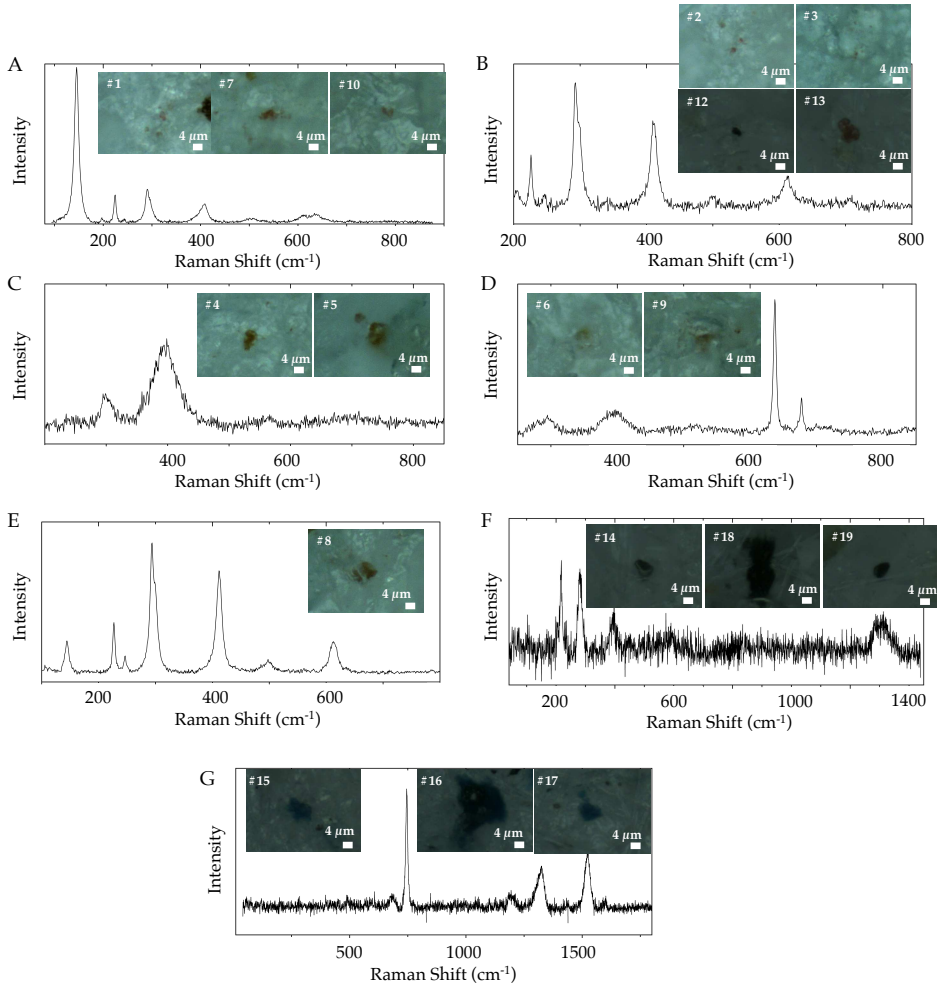 A
#1
4 µm
#7
4 µm
#10
4 µm
Intensity
200 400 600 800
Raman Shift (cm-1)
B
#2
4 µm
#3
4 µm
#12
4 µm
#13
4 µm
Intensity
200 400 600 800
Raman Shift (cm-1)
C
#4
4 µm
#5
4 µm
Intensity
400 600 800
Raman Shift (cm-1)
D
#6
4 µm
#9
4 µm
Intensity
400 600 800
Raman Shift (cm-1)
E
#8
4 µm
Intensity
200 400 600
Raman Shift (cm-1)
F
#14
4 µm
#18
4 µm
#19
4 µm
Intensity
200 600 1000 1400
Raman Shift (cm-1)
G
#15
4 µm
#16
4 µm
#17
4 µm
Intensity
500 1000 1500
Raman Shift (cm-1)